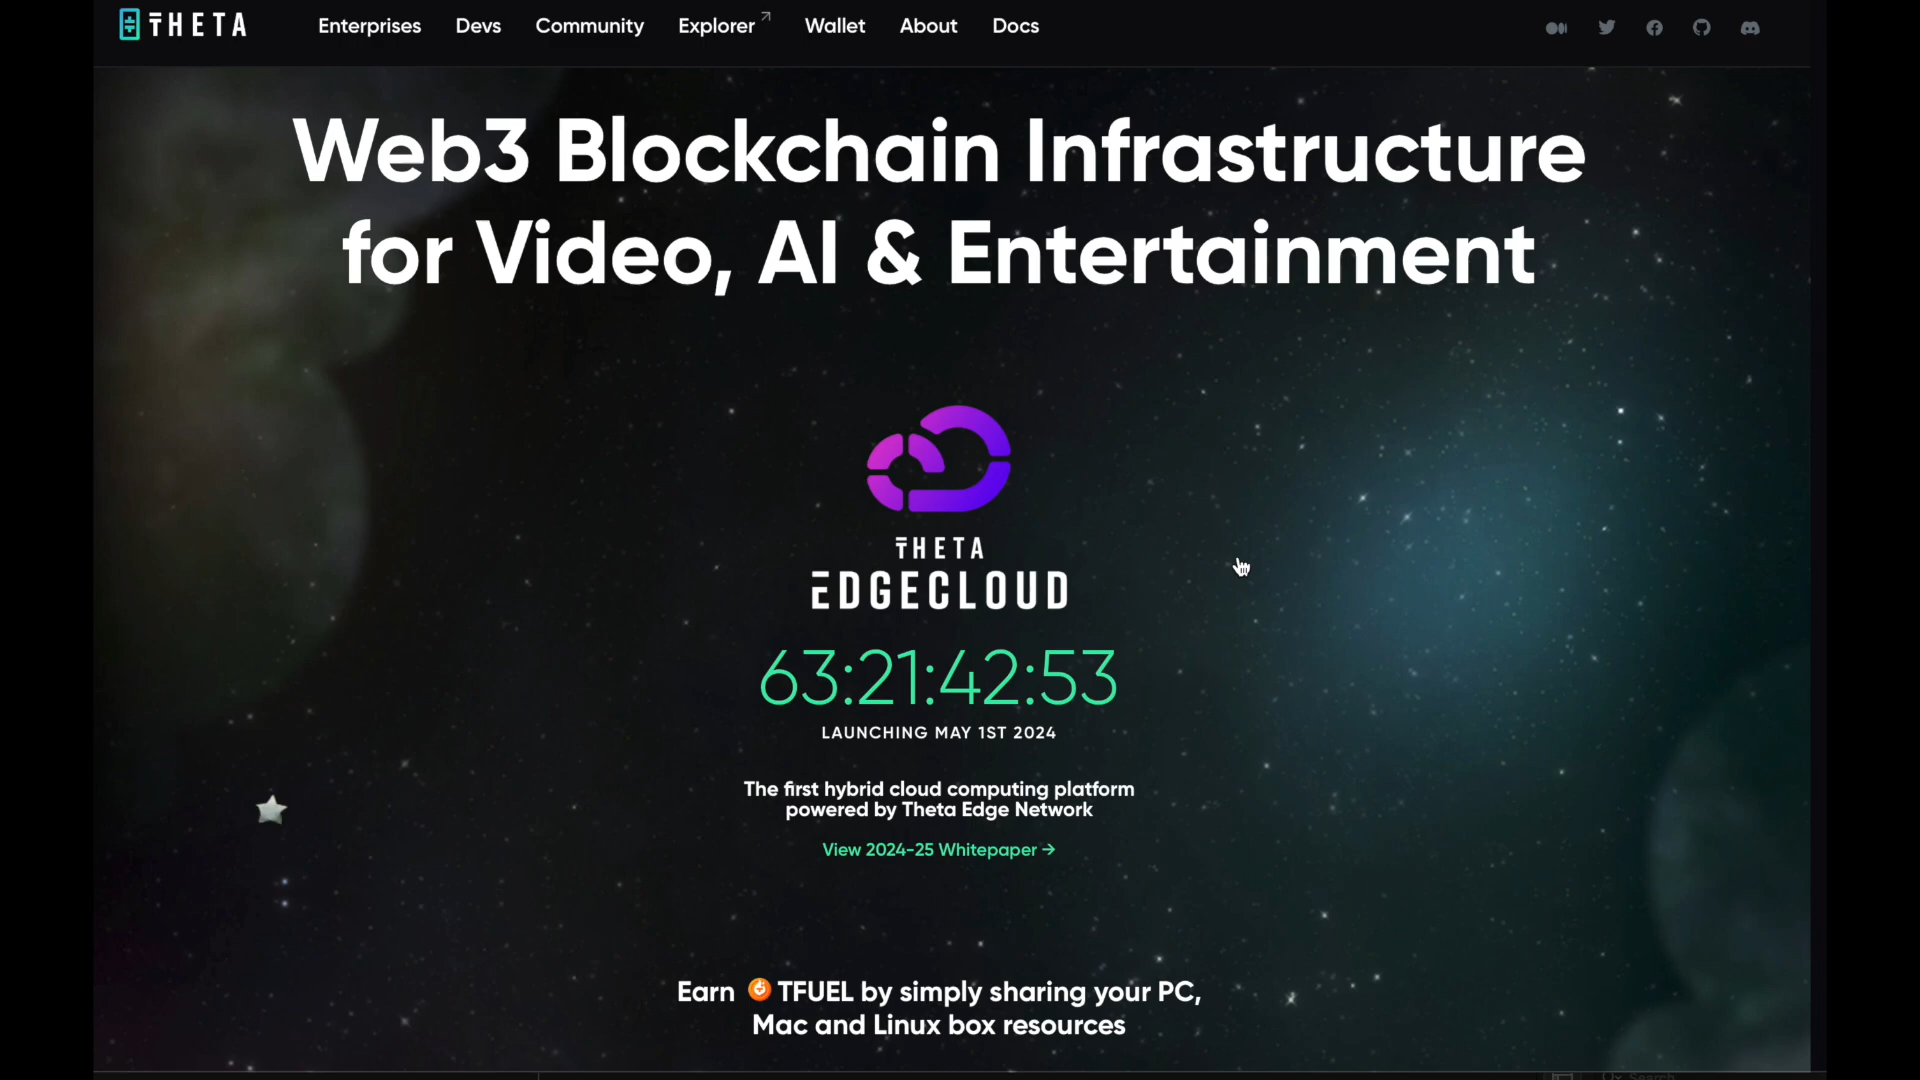 THETA
Enterprises
Devs
Community
Explorer
Wallet
About
Docs
Web3 Blockchain Infrastructure
for Video, AI & Entertainment
THETA
EDGECLOUD
63:21:42:53
LAUNCHING MAY 1ST 2024
The first hybrid cloud computing platform
powered by Theta Edge Network
View 2024-25 Whitepaper →
Earn TFUEL by simply sharing your PC,
Mac and Linux box resources
Search